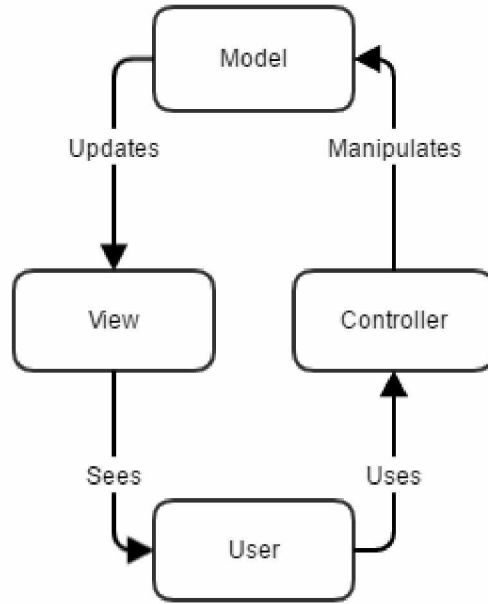 Model
Updates
Manipulates
View
Controller
Sees
Uses
User